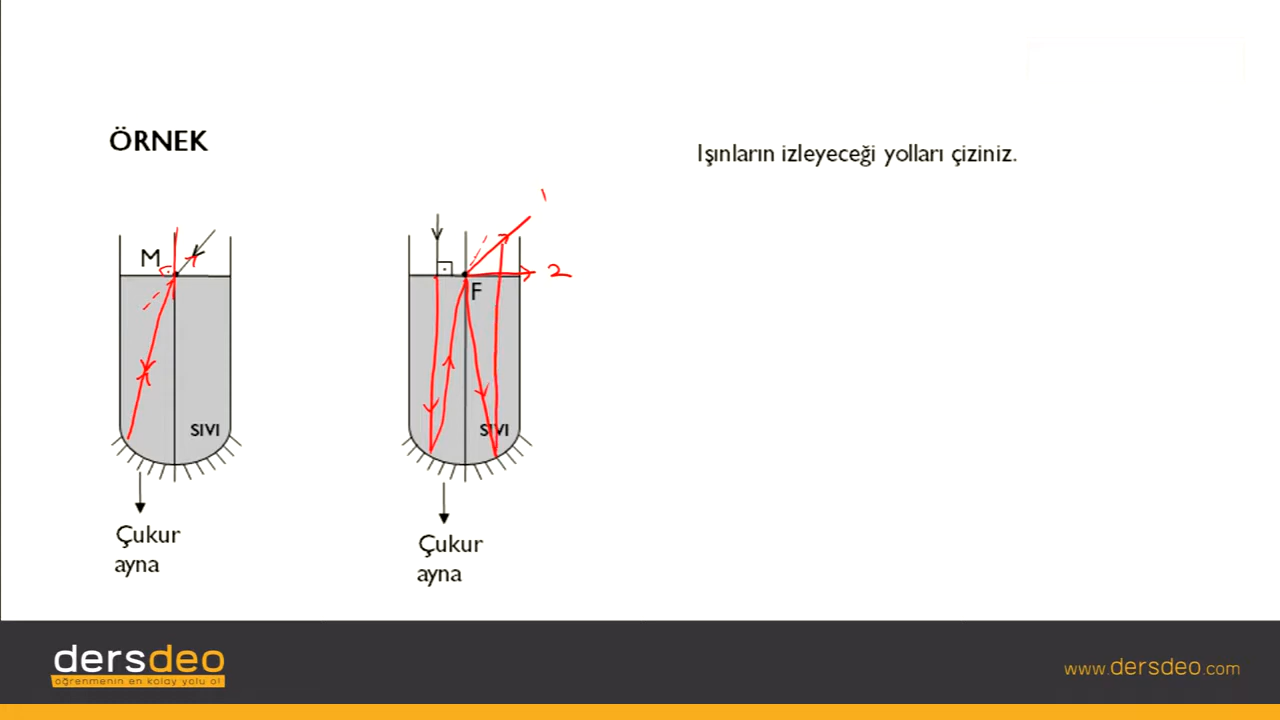 ÖRNEK
Işınların izleyeceği yolları çiziniz.
M
SIVI
Çukur
ayna
1
2
F
SIVI
Çukur
ayna
dersdeo
öğrenmenin en kolay yolu o!
www.dersdeo.com